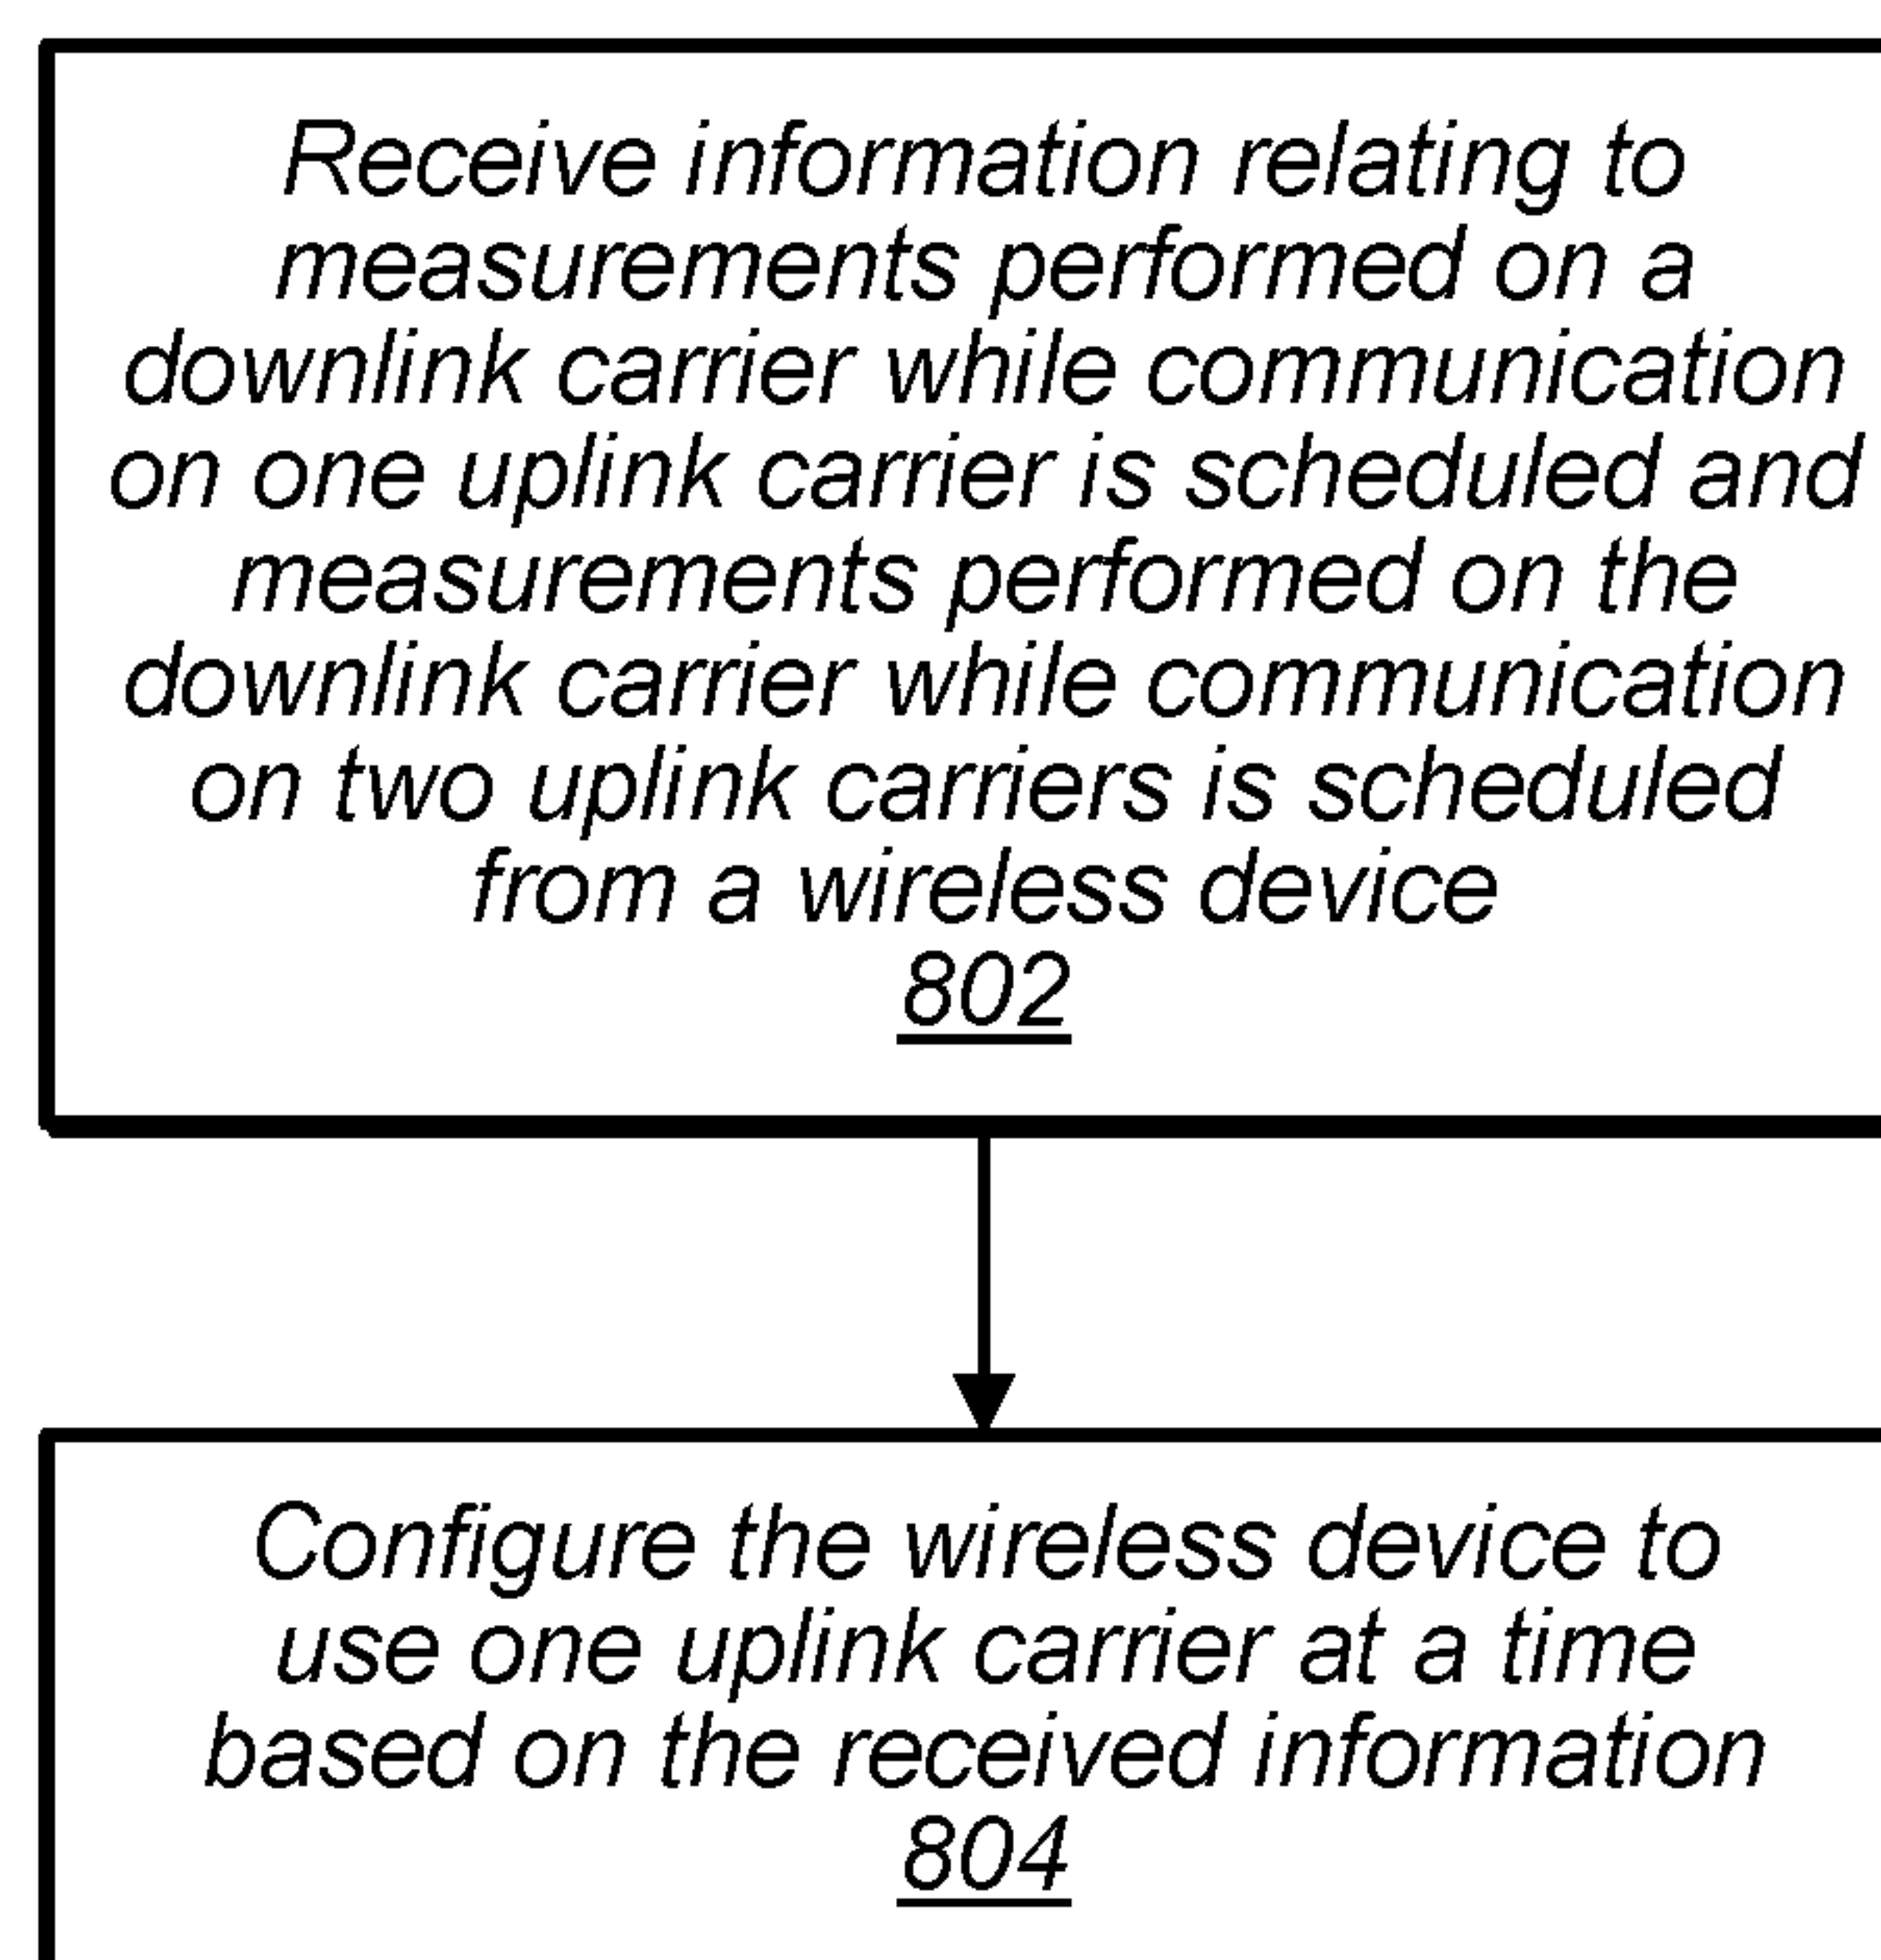 Receive information relating to
measurements performed on a
downlink carrier while communication
on one uplink carrier is scheduled and
measurements performed on the
downlink carrier while communication
on two uplink carriers is scheduled
from a wireless device
802
Configure the wireless device to
use one uplink carrier at a time
based on the received information
804